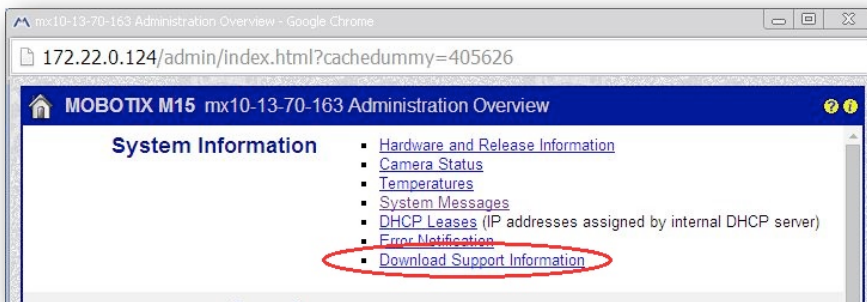 mx10-13-70-163 Administration Overview - Google Chrome
172.22.0.124/admin/index.html?cachedummy=405626
MOBOTIX M15 mx10-13-70-163 Administration Overview
System Information
Hardware and Release Information
Camera Status
Temperatures
System Messages
DHCP Leases (IP addresses assigned by internal DHCP server)
Error Notification
Download Support Information